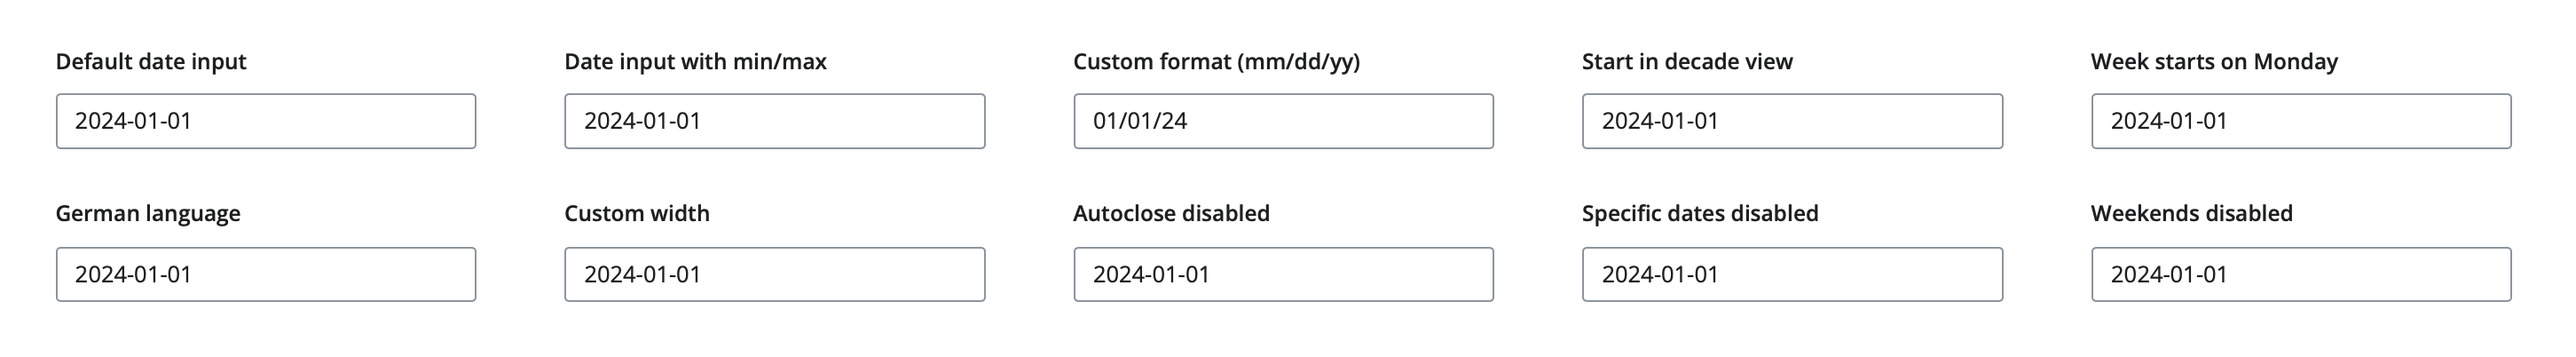 Default date input
Date input with min/max
Custom format (mm/dd/yy)
Start in decade view
Week starts on Monday
2024-01-01
2024-01-01
01/01/24
2024-01-01
2024-01-01
German language
Custom width
Autoclose disabled
Specific dates disabled
Weekends disabled
2024-01-01
2024-01-01
2024-01-01
2024-01-01
2024-01-01